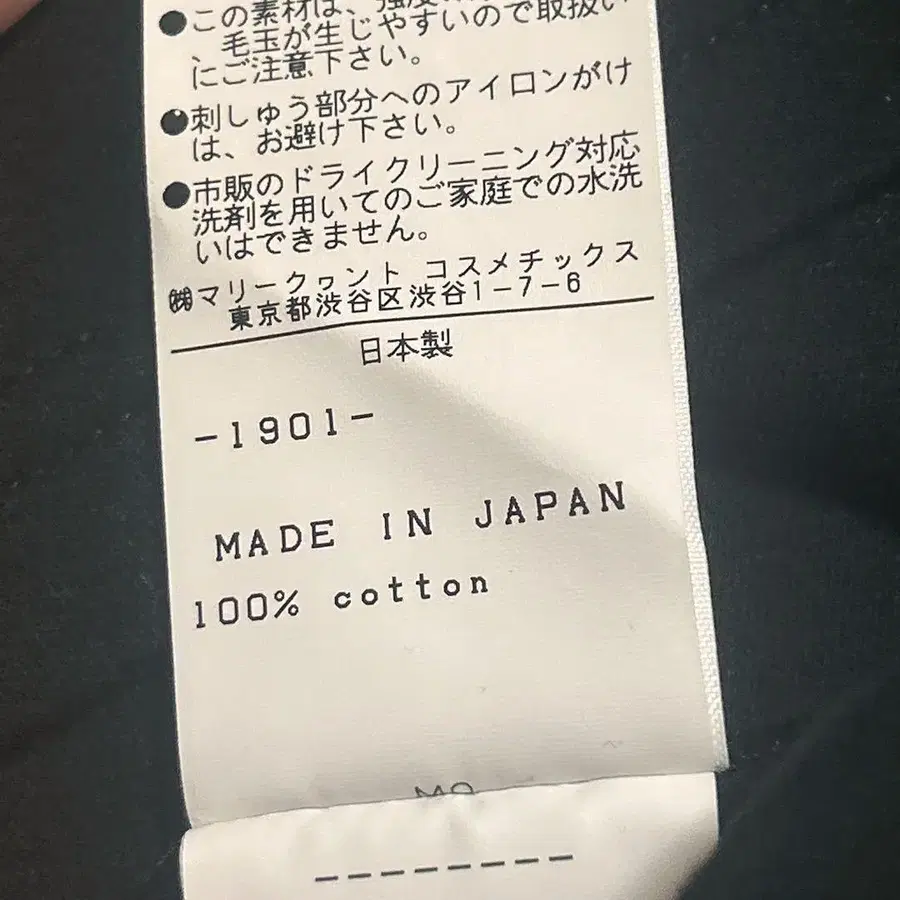 ●この素材は、強度
、毛玉が生じやすいので取扱い
にご注意下さい。
●刺しゅう部分へのアイロンがけ
は、お避け下さい。
●市販のドライクリーニング対応
洗剤を用いてのご家庭での水洗
いはできません。
㈱マリークヮント コスメチックス
東京都渋谷区渋谷1-7-6
日本製
-1901-
MADE IN JAPAN
100% cotton
--------